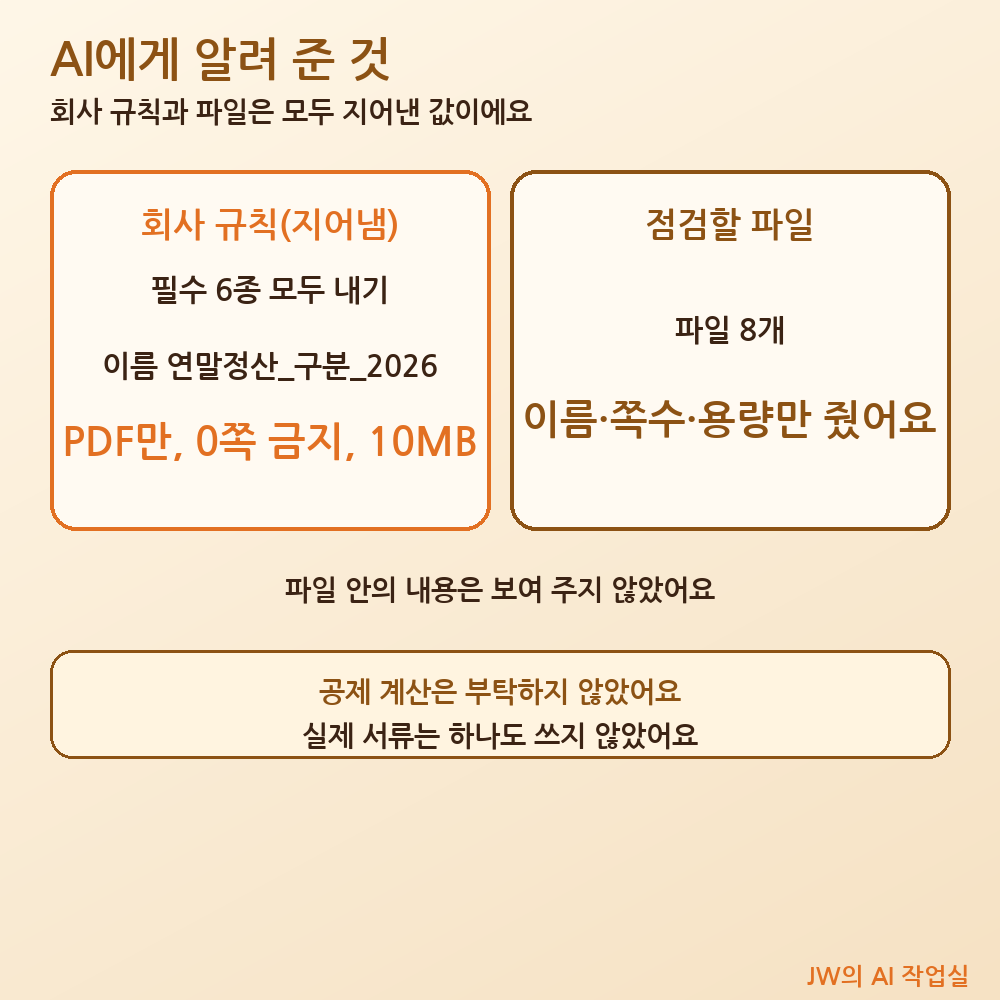 AI에게 알려 준 것
회사 규칙과 파일은 모두 지어낸 값이에요
회사 규칙(지어냄)
필수 6종 모두 내기
이름 연말정산_구분_2026
PDF만, 0쪽 금지, 10MB
점검할 파일
파일 8개
이름·쪽수·용량만 줬어요
파일 안의 내용은 보여 주지 않았어요
공제 계산은 부탁하지 않았어요
실제 서류는 하나도 쓰지 않았어요
JW의 AI 작업실